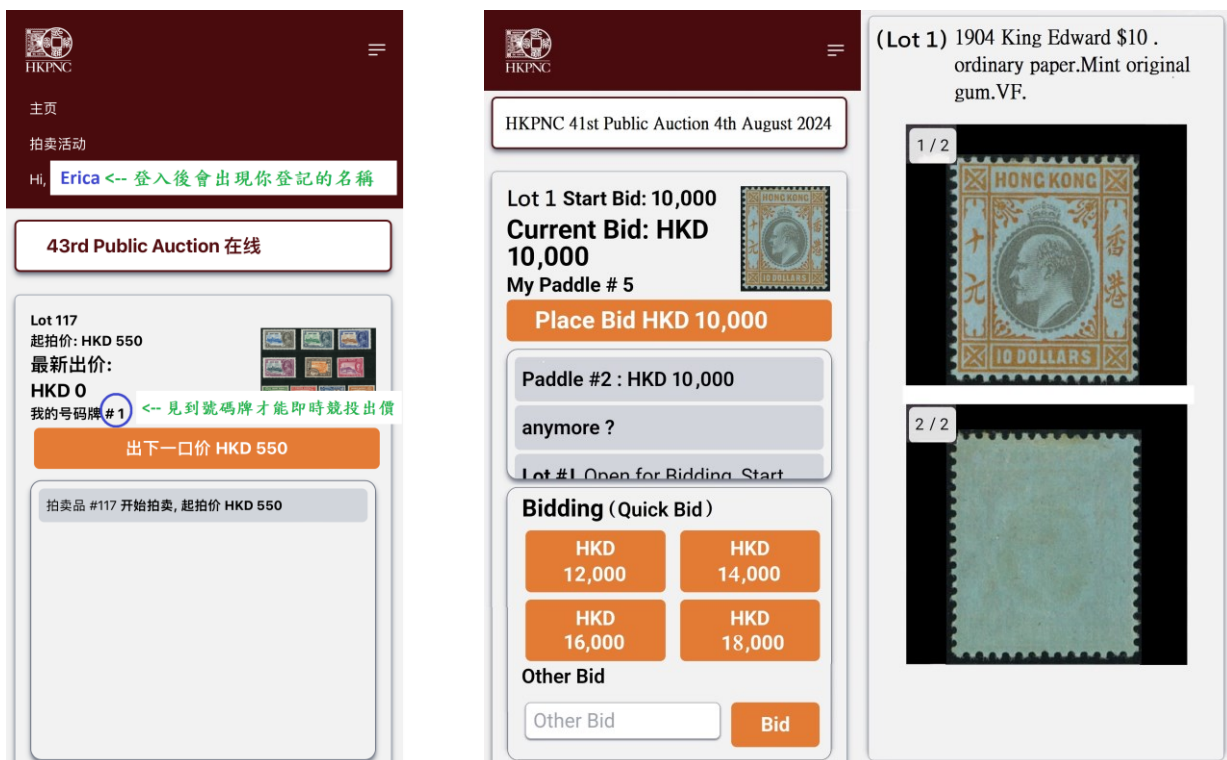 HKPNC
主页
拍卖活动
Hi, Erica <-- 登入後會出現你登記的名稱
43rd Public Auction 在线
Lot 117
起拍价: HKD 550
最新出价:
HKD 0
我的号码牌 # 1 <-- 見到號碼牌才能即時競投出價
出下一口价 HKD 550
拍卖品 #117 开始拍卖, 起拍价 HKD 550
HKPNC
HKPNC 41st Public Auction 4th August 2024
Lot 1 Start Bid: 10,000
Current Bid: HKD
10,000
My Paddle # 5
Place Bid HKD 10,000
Paddle #2 : HKD 10,000
anymore ?
Lot #1 Open for Bidding, Start
Bidding (Quick Bid)
HKD
12,000
HKD
14,000
HKD
16,000
HKD
18,000
Other Bid
Other Bid
Bid
(Lot 1) 1904 King Edward $10 .
ordinary paper.Mint original
gum.VF.
1 / 2
HONG KONG
十元
香港
10 DOLLARS
2 / 2